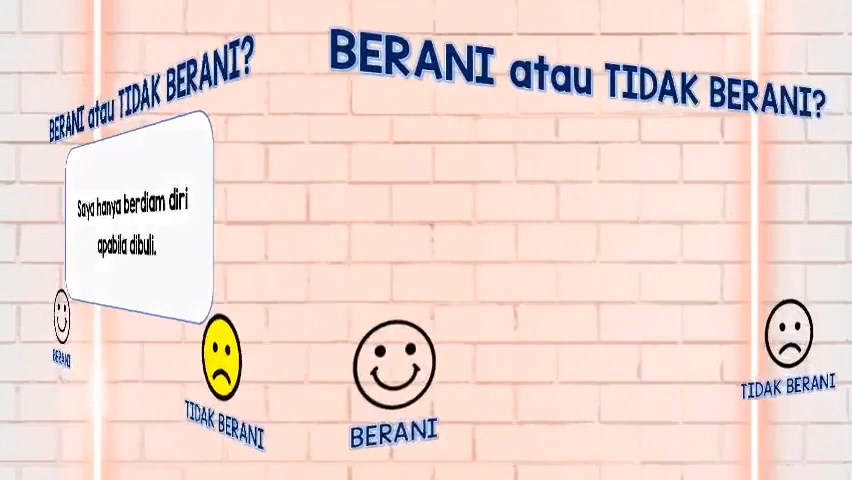 BERANI atau TIDAK BERANI?
Saya hanya berdiam diri
apabila dibuli.
BERANI
TIDAK BERANI
BERANI atau TIDAK BERANI?
BERANI
TIDAK BERANI